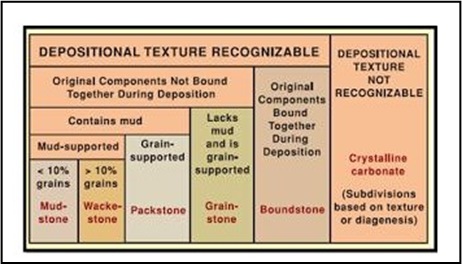 DEPOSITIONAL TEXTURE RECOGNIZABLE
Original Components Not Bound
Together During Deposition
Contains mud
Mud-supported
< 10%
grains
Mud-
stone
> 10%
grains
Wacke-
stone
Grain-
supported
Packstone
Lacks
mud
and is
grain-
supported
Grain-
stone
Original
Components
Bound
Together
During
Deposition
Boundstone
DEPOSITIONAL
TEXTURE
NOT
RECOGNIZABLE
Crystalline
carbonate
(Subdivisions
based on texture
or diagenesis)